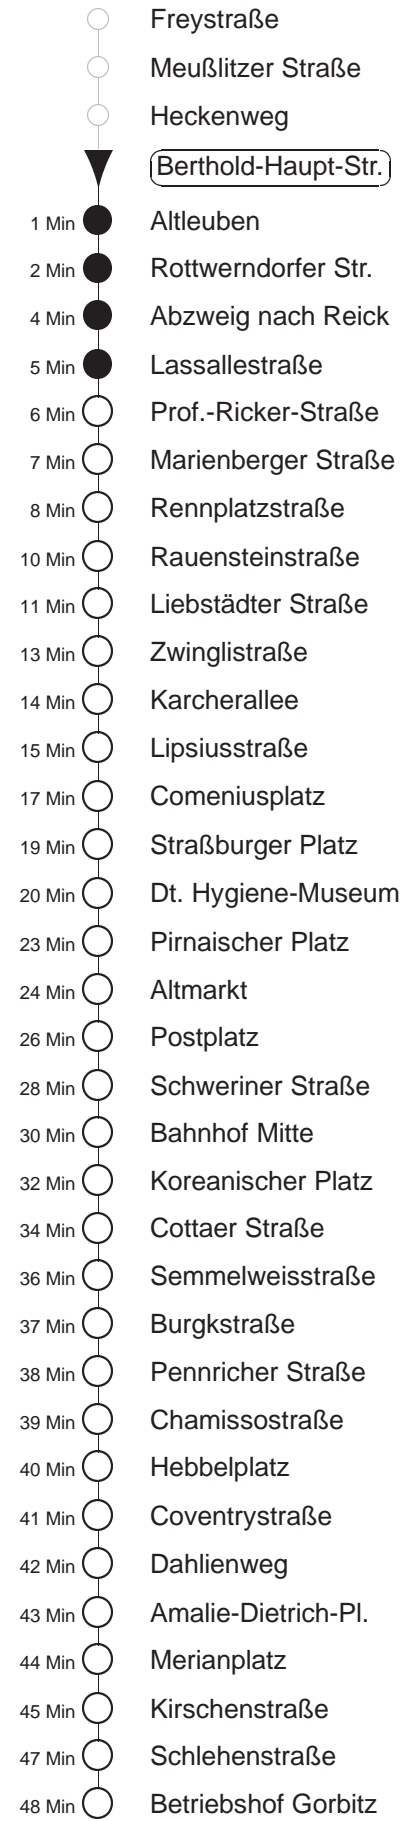 Freystraße
Meußlitzer Straße
Heckenweg
Berthold-Haupt-Str.
1 Min Altleuben
2 Min Rottwerndorfer Str.
4 Min Abzweig nach Reick
5 Min Lassallestraße
6 Min Prof.-Ricker-Straße
7 Min Marienberger Straße
8 Min Rennplatzstraße
10 Min Rauensteinstraße
11 Min Liebstädter Straße
13 Min Zwinglistraße
14 Min Karcherallee
15 Min Lipsiusstraße
17 Min Comeniusplatz
19 Min Straßburger Platz
20 Min Dt. Hygiene-Museum
23 Min Pirnaischer Platz
24 Min Altmarkt
26 Min Postplatz
28 Min Schweriner Straße
30 Min Bahnhof Mitte
32 Min Koreanischer Platz
34 Min Cottaer Straße
36 Min Semmelweisstraße
37 Min Burgkstraße
38 Min Pennricher Straße
39 Min Chamissostraße
40 Min Hebbelplatz
41 Min Coventrystraße
42 Min Dahlienweg
43 Min Amalie-Dietrich-Pl.
44 Min Merianplatz
45 Min Kirschenstraße
47 Min Schlehenstraße
48 Min Betriebshof Gorbitz